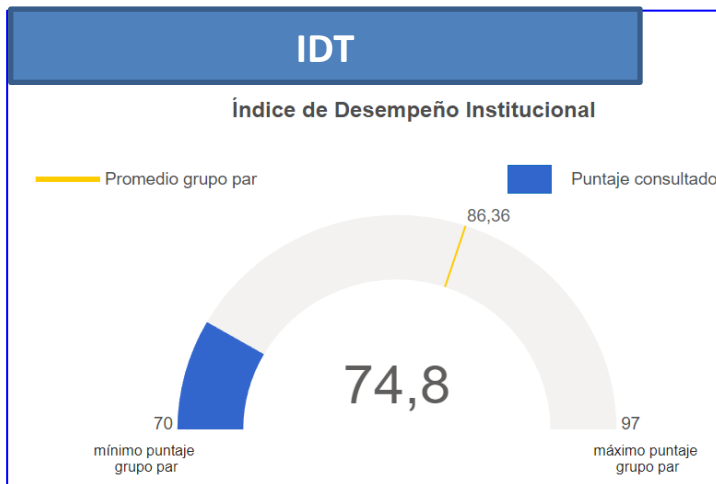 IDT
Índice de Desempeño Institucional
Promedio grupo par
Puntaje consultado
86,36
74,8
70
97
mínimo puntaje
grupo par
máximo puntaje
grupo par